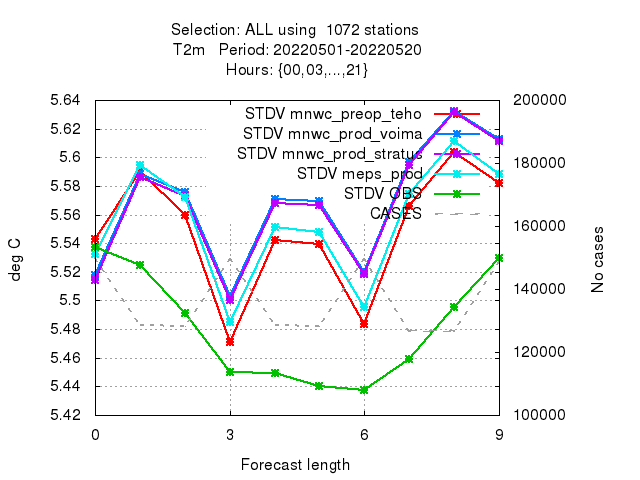 Selection: ALL using 1072 stations
T2m Period: 20220501-20220520
Hours: {00,03,...,21}
STDV mnwc_preop_teho
STDV mnwc_prod_voima
STDV mnwc_prod_stratus
STDV meps_prod
STDV OBS
CASES
5.64
5.62
5.6
5.58
5.56
5.54
5.52
5.5
5.48
5.46
5.44
5.42
deg C
200000
180000
160000
140000
120000
100000
No cases
0 3 6 9
Forecast length